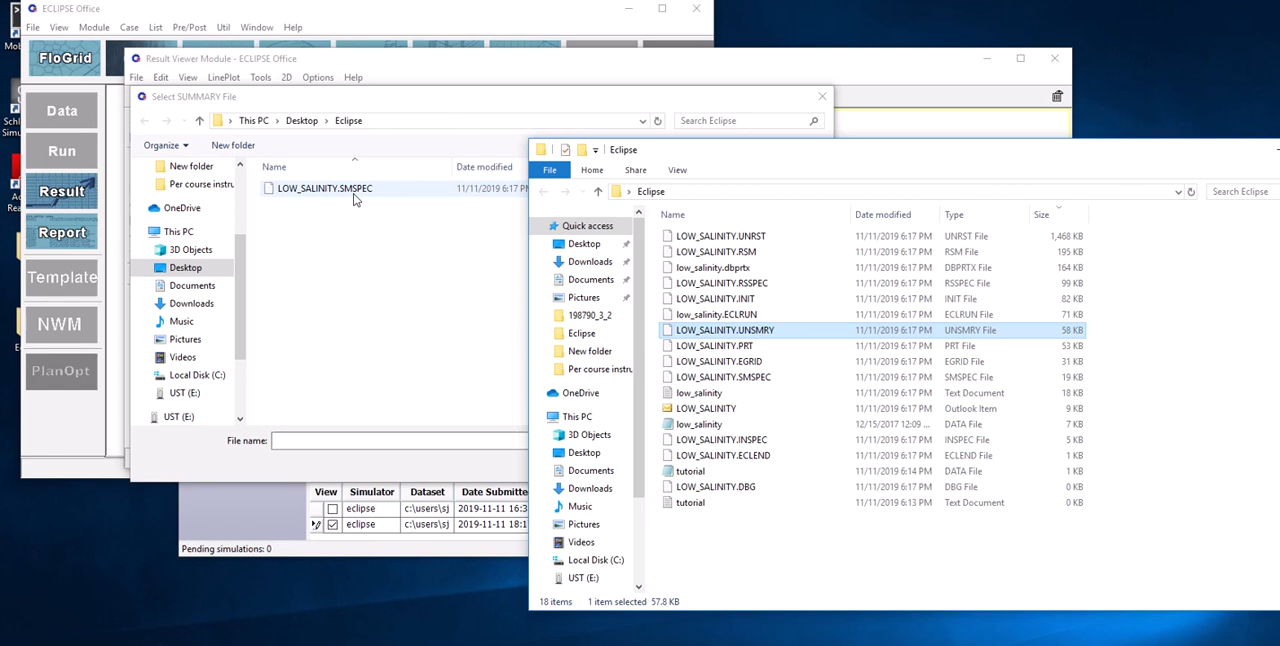 ECLIPSE Office
File View Module Case List Pre/Post Util Window Help
FloGrid
Data
Run
Result
Report
Template
NWM
PlanOpt
Result Viewer Module - ECLIPSE Office
File Edit View LinePlot Tools 2D Options Help
Select SUMMARY File
This PC > Desktop > Eclipse
Search Eclipse
Organize New folder
New folder
Per course instru
OneDrive
This PC
3D Objects
Desktop
Documents
Downloads
Music
Pictures
Videos
Local Disk (C:)
UST (E:)
UST (E:)
Name Date modified
LOW_SALINITY.SMSPEC 11/11/2019 6:17 PM
File name:
View Simulator Dataset Date Submitted
eclipse c:\users\sj 2019-11-11 16:3
eclipse c:\users\sj 2019-11-11 18:1
Pending simulations: 0
Eclipse
File Home Share View
> Eclipse
Search Eclipse
Quick access
Desktop
Downloads
Documents
Pictures
198790_3_2
Eclipse
New folder
Per course instru
OneDrive
This PC
3D Objects
Desktop
Documents
Downloads
Music
Pictures
Videos
Local Disk (C:)
UST (E:)
Name Date modified Type Size
LOW_SALINITY.UNRST 11/11/2019 6:17 PM UNRST File 1,468 KB
LOW_SALINITY.RSM 11/11/2019 6:17 PM RSM File 195 KB
low_salinity.dbprtx 11/11/2019 6:17 PM DBPRTX File 164 KB
LOW_SALINITY.RSSPEC 11/11/2019 6:17 PM RSSPEC File 99 KB
LOW_SALINITY.INIT 11/11/2019 6:17 PM INIT File 82 KB
low_salinity.ECLRUN 11/11/2019 6:17 PM ECLRUN File 71 KB
LOW_SALINITY.UNSMRY 11/11/2019 6:17 PM UNSMRY File 58 KB
LOW_SALINITY.PRT 11/11/2019 6:17 PM PRT File 53 KB
LOW_SALINITY.EGRID 11/11/2019 6:17 PM EGRID File 31 KB
LOW_SALINITY.SMSPEC 11/11/2019 6:17 PM SMSPEC File 19 KB
low_salinity 11/11/2019 6:17 PM Text Document 18 KB
LOW_SALINITY 11/11/2019 6:17 PM Outlook Item 9 KB
low_salinity 12/15/2017 12:09 ... DATA File 7 KB
LOW_SALINITY.INSPEC 11/11/2019 6:17 PM INSPEC File 5 KB
LOW_SALINITY.ECLEND 11/11/2019 6:17 PM ECLEND File 1 KB
tutorial 11/11/2019 6:14 PM DATA File 1 KB
LOW_SALINITY.DBG 11/11/2019 6:17 PM DBG File 0 KB
tutorial 11/11/2019 6:13 PM Text Document 0 KB
18 items 1 item selected 57.8 KB